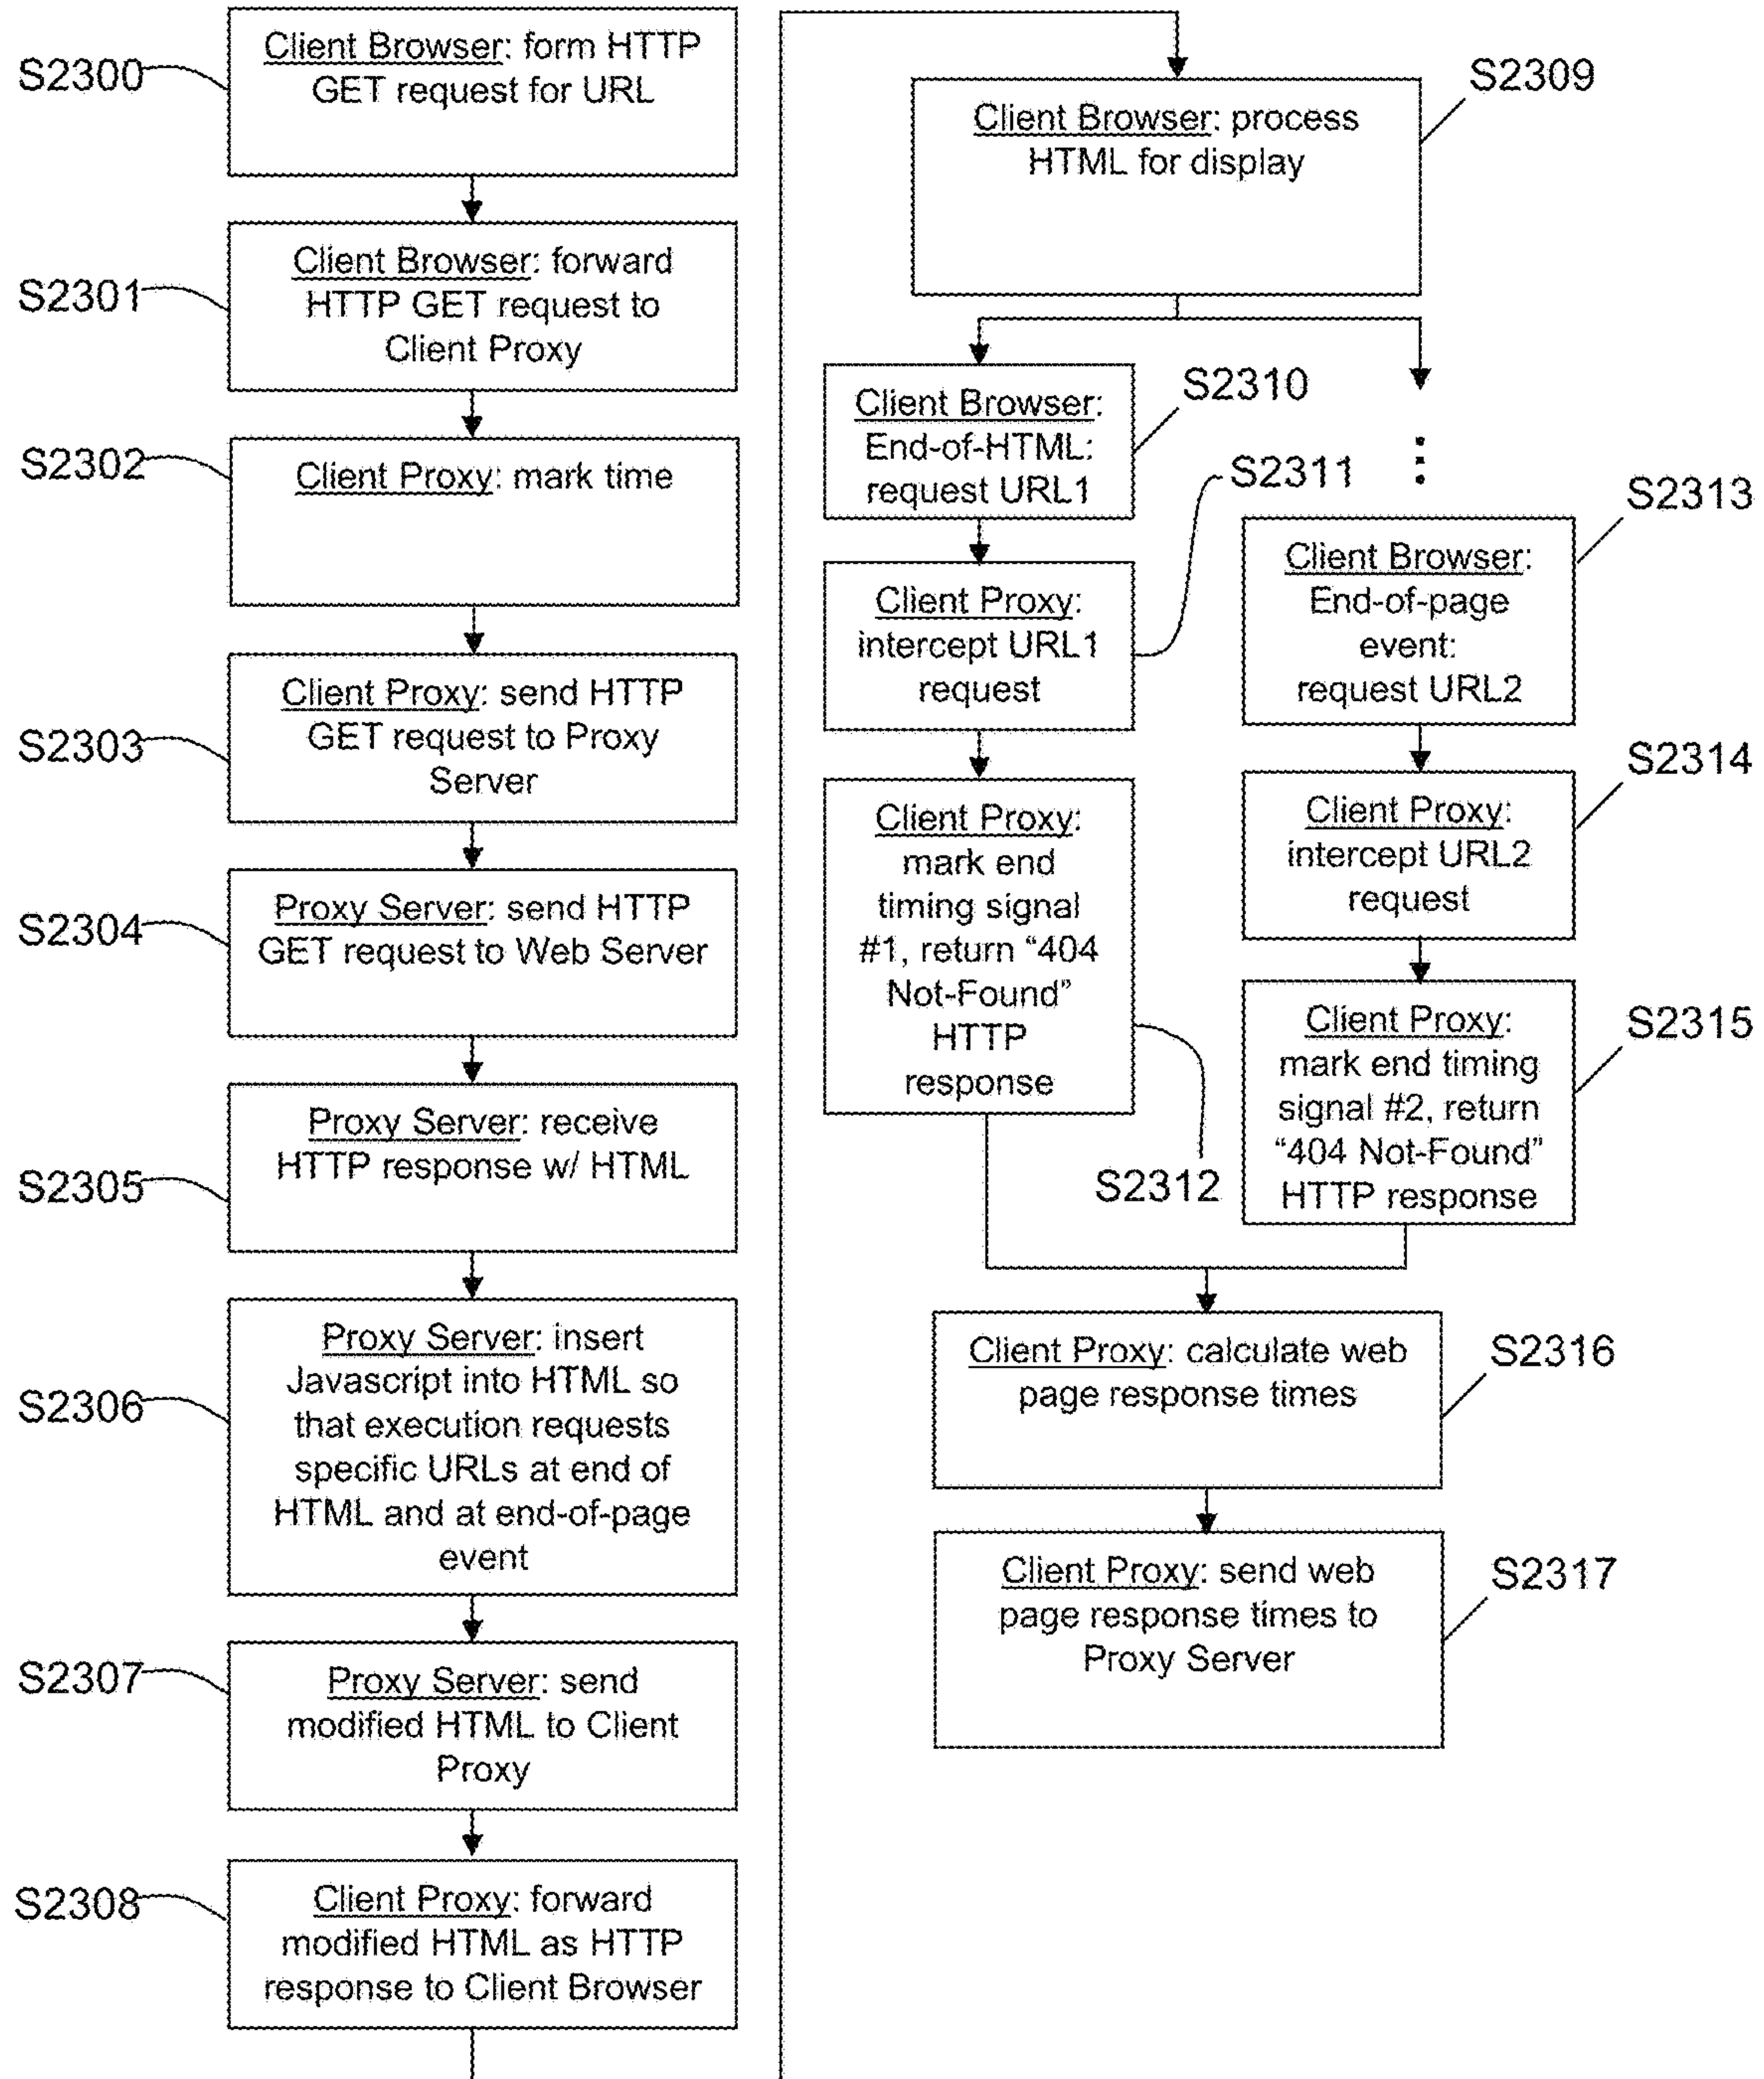 S2300
Client Browser: form HTTP
GET request for URL
S2301
Client Browser: forward
HTTP GET request to
Client Proxy
S2302
Client Proxy: mark time
S2303
Client Proxy: send HTTP
GET request to Proxy
Server
S2304
Proxy Server: send HTTP
GET request to Web Server
S2305
Proxy Server: receive
HTTP response w/ HTML
S2306
Proxy Server: insert
Javascript into HTML so
that execution requests
specific URLs at end of
HTML and at end-of-page
event
S2307
Proxy Server: send
modified HTML to Client
Proxy
S2308
Client Proxy: forward
modified HTML as HTTP
response to Client Browser
S2309
Client Browser: process
HTML for display
S2310
Client Browser:
End-of-HTML:
request URL1
S2311
Client Proxy:
intercept URL1
request
S2312
Client Proxy:
mark end
timing signal
#1, return “404
Not-Found”
HTTP
response
S2313
Client Browser:
End-of-page
event:
request URL2
S2314
Client Proxy:
intercept URL2
request
S2315
Client Proxy:
mark end timing
signal #2, return
“404 Not-Found”
HTTP response
S2316
Client Proxy: calculate web
page response times
S2317
Client Proxy: send web
page response times to
Proxy Server